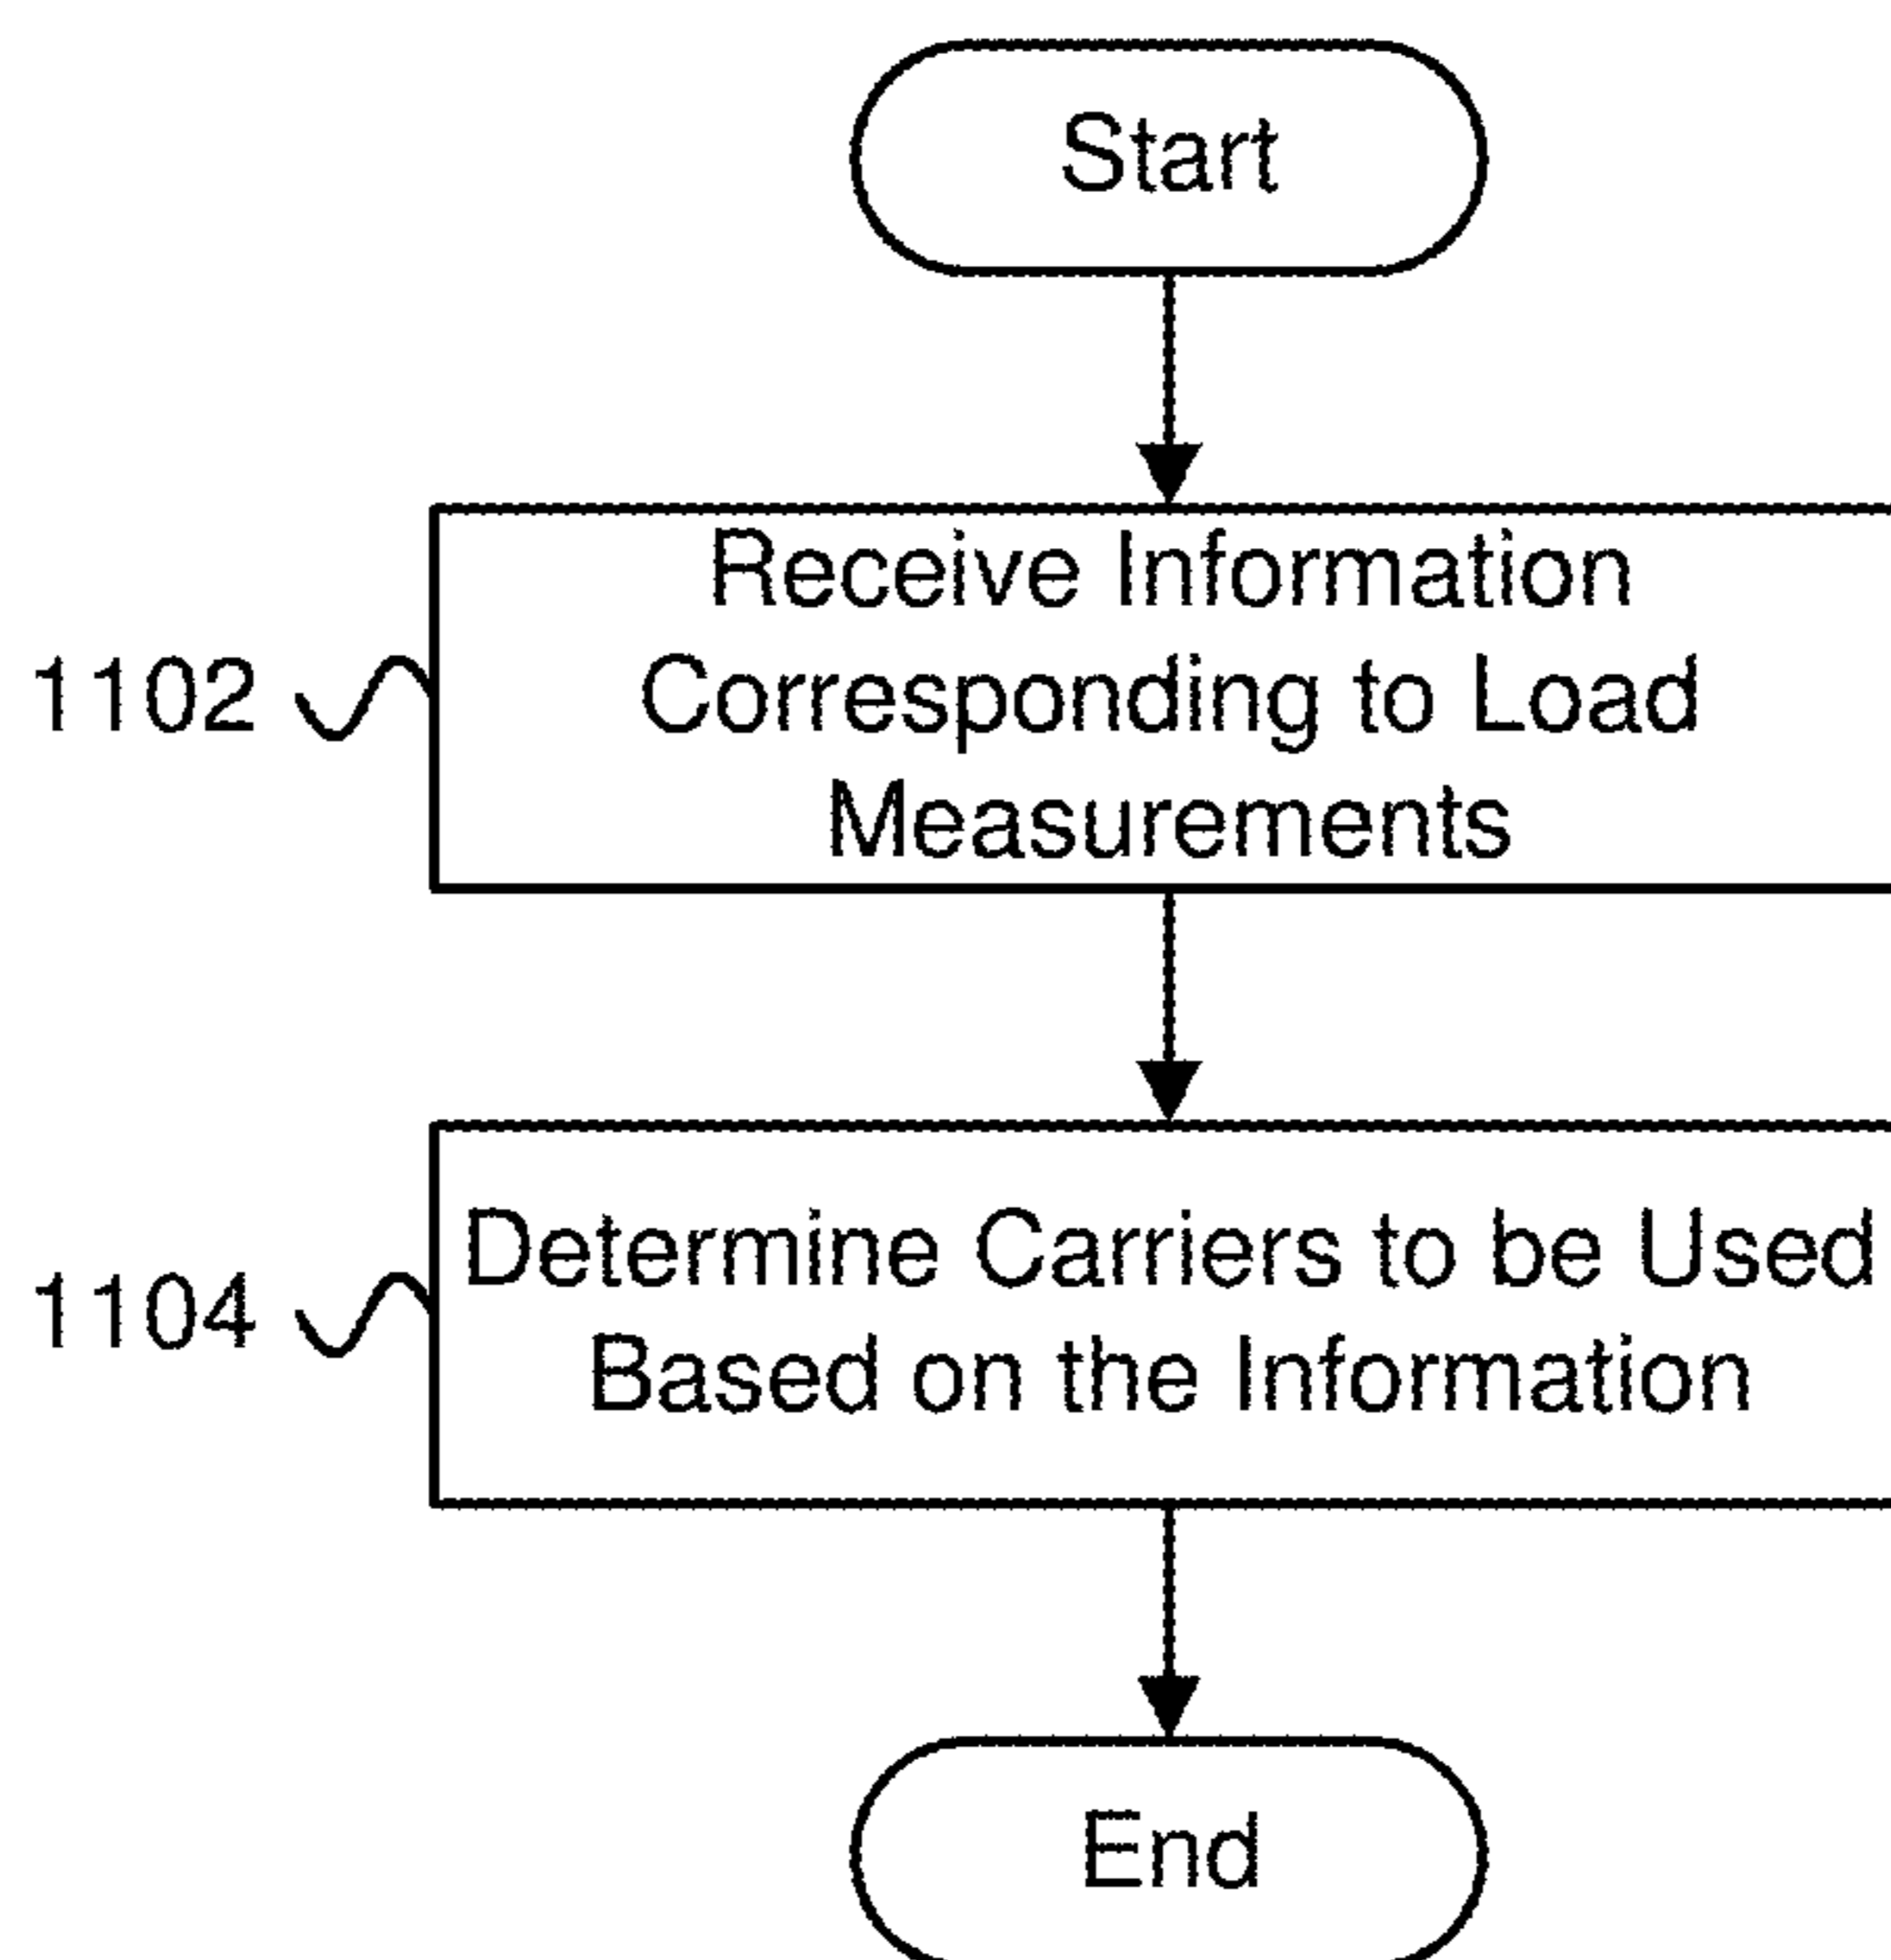 Start
Receive Information
Corresponding to Load
Measurements
1102
Determine Carriers to be Used
Based on the Information
1104
End